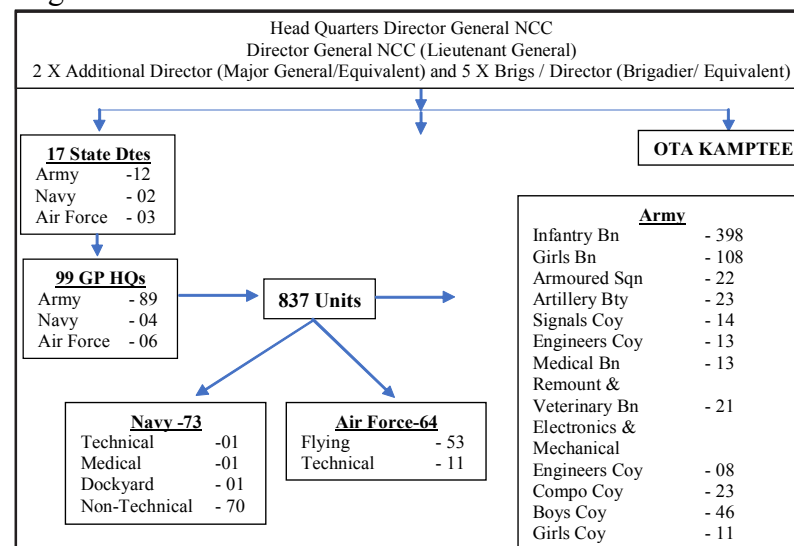 Head Quarters Director General NCC
Director General NCC (Lieutenant General)
2 X Additional Director (Major General/Equivalent) and 5 X Brigs / Director (Brigadier/ Equivalent)
17 State Dtes
Army -12
Navy - 02
Air Force - 03
OTA KAMPTEE
99 GP HQs
Army - 89
Navy - 04
Air Force - 06
837 Units
Navy -73
Technical -01
Medical -01
Dockyard - 01
Non-Technical - 70
Air Force-64
Flying - 53
Technical - 11
Army
Infantry Bn - 398
Girls Bn - 108
Armoured Sqn - 22
Artillery Bty - 23
Signals Coy - 14
Engineers Coy - 13
Medical Bn - 13
Remount &
Veterinary Bn - 21
Electronics &
Mechanical
Engineers Coy - 08
Compo Coy - 23
Boys Coy - 46
Girls Coy - 11